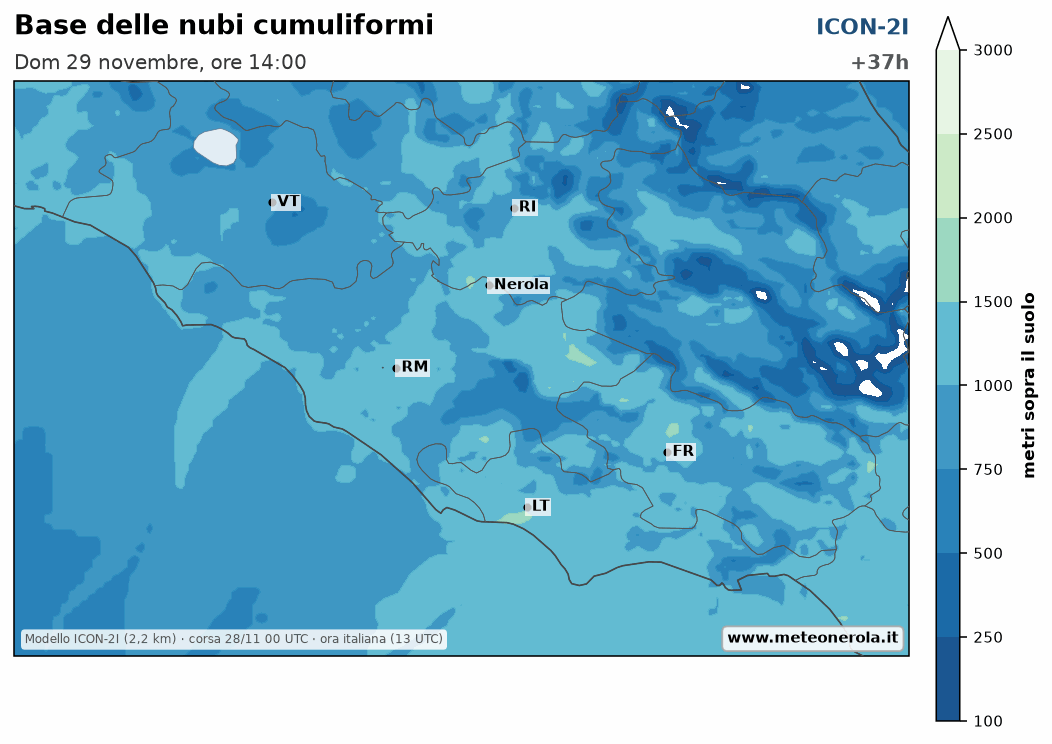 Base delle nubi cumuliformi
ICON-2I
Dom 29 novembre, ore 14:00
+37h
3000
2500
2000
1500
1000
750
500
250
100
metri sopra il suolo
VT
RI
Nerola
RM
FR
LT
Modello ICON-2I (2,2 km) · corsa 28/11 00 UTC · ora italiana (13 UTC)
www.meteonerola.it